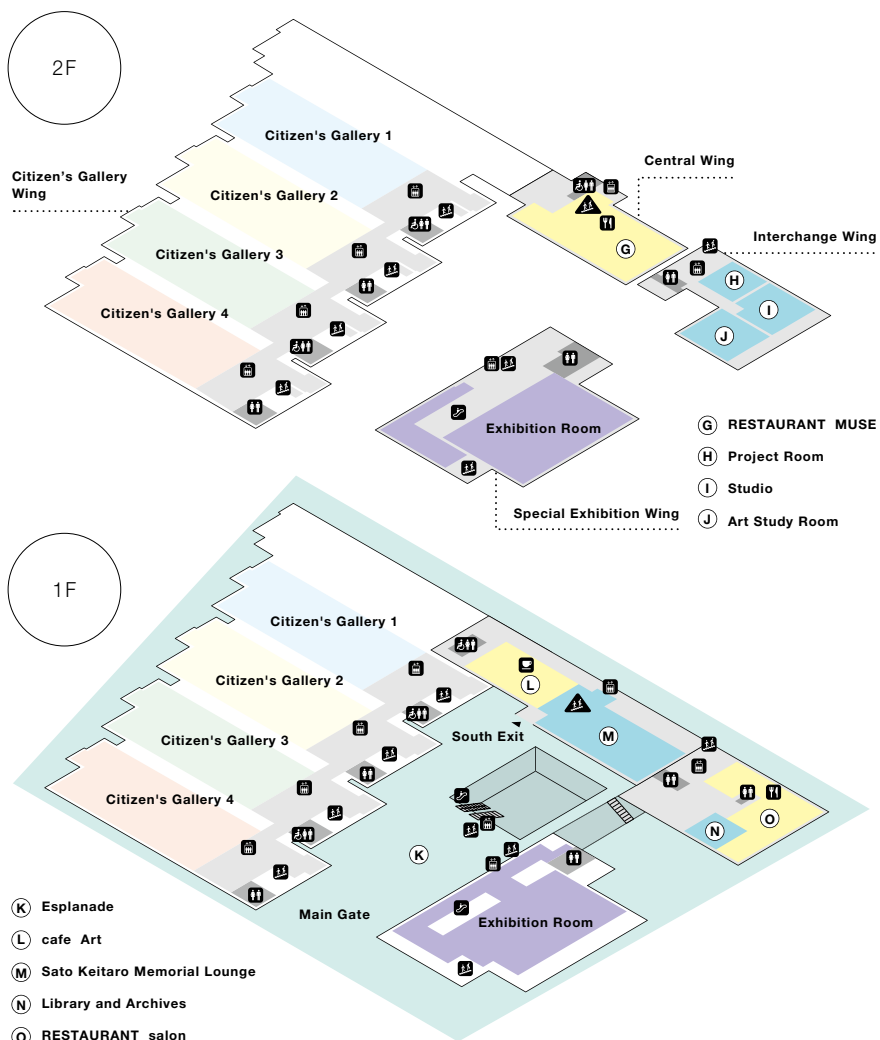 2F
Citizen's Gallery 1
Citizen's Gallery 2
Citizen's Gallery 3
Citizen's Gallery 4
Citizen's Gallery
Wing
Central Wing
Interchange Wing
G
H
I
J
Exhibition Room
Special Exhibition Wing
G RESTAURANT MUSE
H Project Room
I Studio
J Art Study Room
1F
Citizen's Gallery 1
Citizen's Gallery 2
Citizen's Gallery 3
Citizen's Gallery 4
L
M
South Exit
N
O
K
Main Gate
Exhibition Room
K Esplanade
L cafe Art
M Sato Keitaro Memorial Lounge
N Library and Archives
O RESTAURANT salon